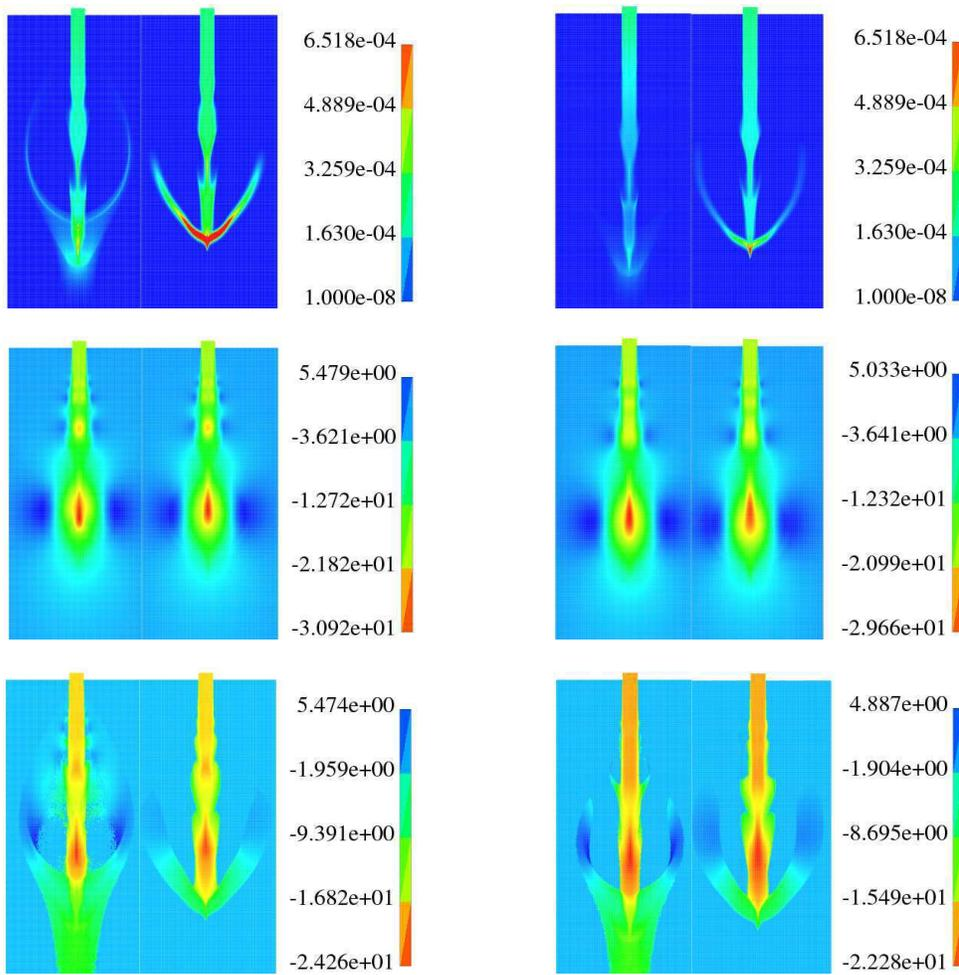 6.518e-04
4.889e-04
3.259e-04
1.630e-04
1.000e-08
6.518e-04
4.889e-04
3.259e-04
1.630e-04
1.000e-08
5.479e+00
-3.621e+00
-1.272e+01
-2.182e+01
-3.092e+01
5.033e+00
-3.641e+00
-1.232e+01
-2.099e+01
-2.966e+01
5.474e+00
-1.959e+00
-9.391e+00
-1.682e+01
-2.426e+01
4.887e+00
-1.904e+00
-8.695e+00
-1.549e+01
-2.228e+01